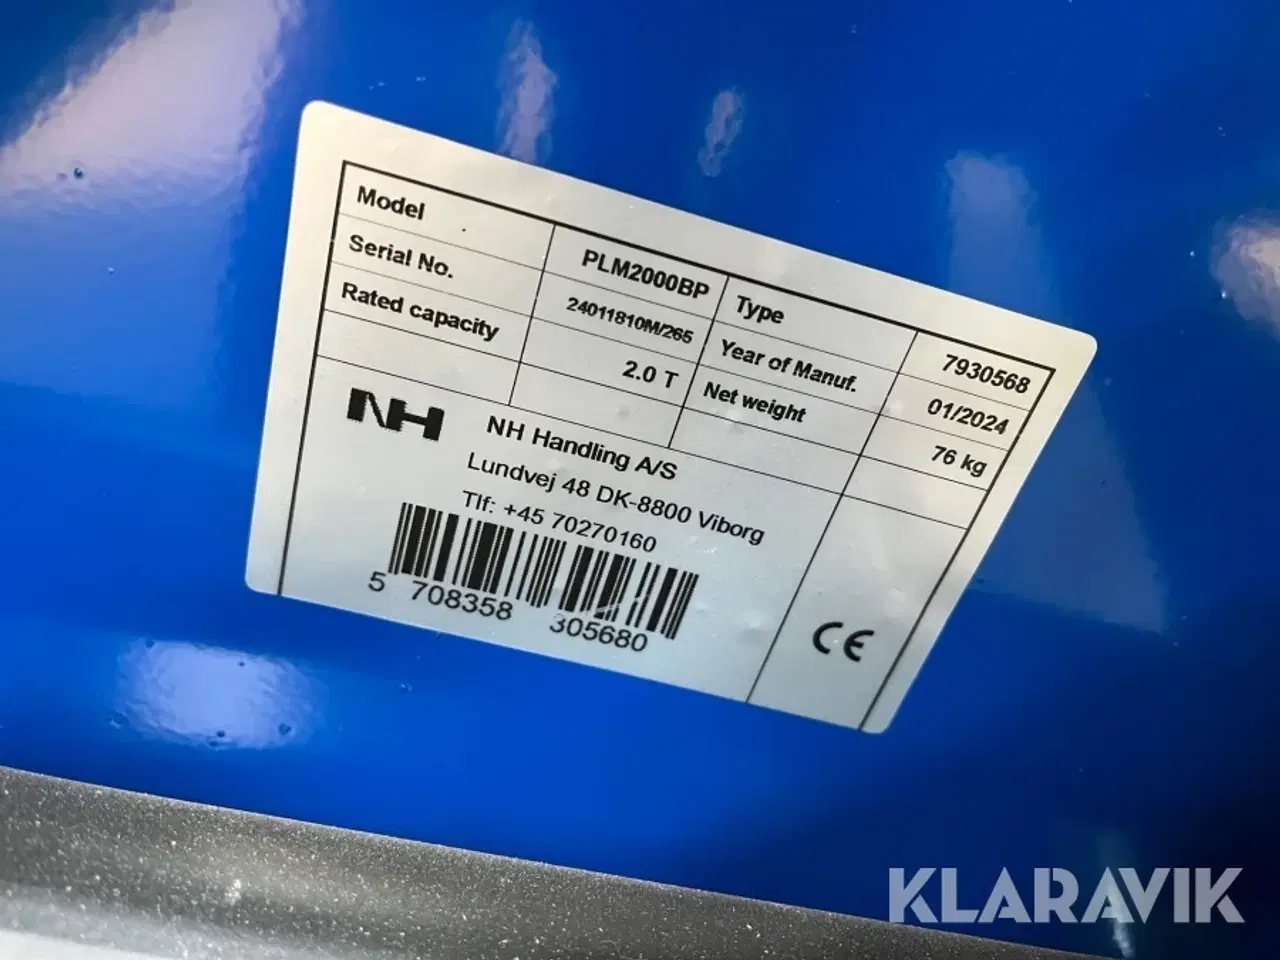 Model PLM2000BP Type 7930568
Serial No. 24011810M/265 Year of Manuf. 01/2024
Rated capacity 2.0 T Net weight 76 kg
NH NH Handling A/S
Lundvej 48 DK-8800 Viborg
Tlf: +45 70270160
5 708358 305680
CE
KLARAVIK